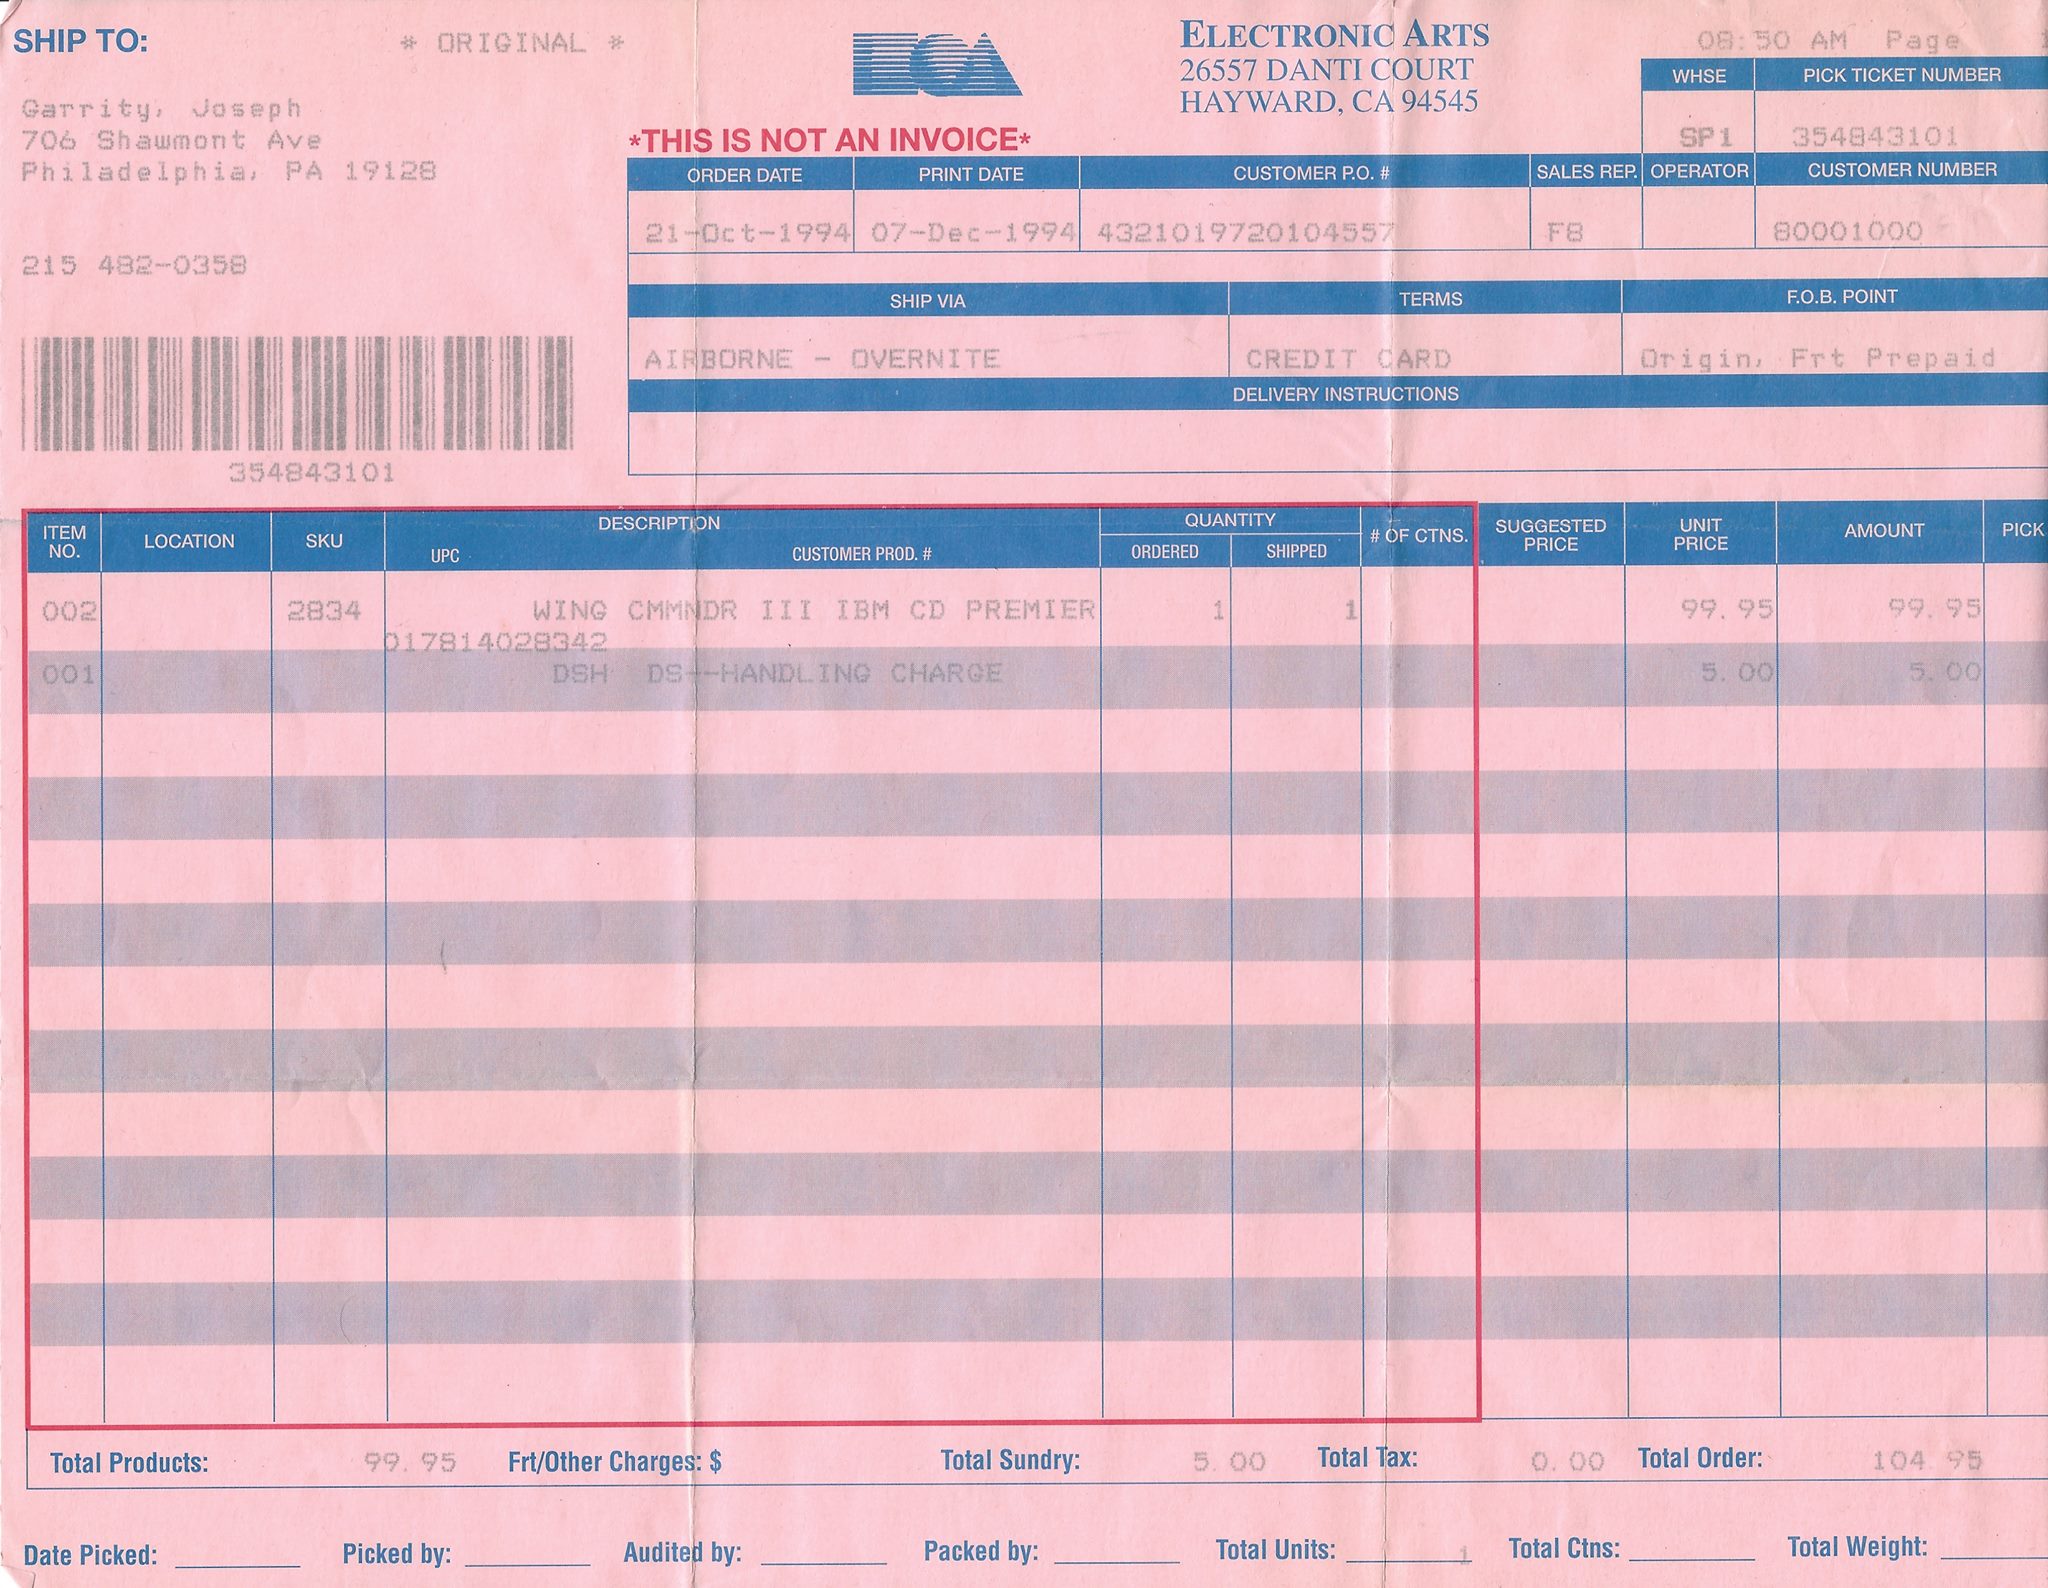 SHIP TO:
* ORIGINAL *
Garrity, Joseph
706 Shawmont Ave
Philadelphia, PA 19128
215 482-0358
354843101
EA
ELECTRONIC ARTS
26557 DANTI COURT
HAYWARD, CA 94545
*THIS IS NOT AN INVOICE*
08:50 AM Page 1
WHSE PICK TICKET NUMBER
SP1 354843101
ORDER DATE PRINT DATE CUSTOMER P.O. # SALES REP. OPERATOR CUSTOMER NUMBER
21-Oct-1994 07-Dec-1994 4321019720104557 F8 80001000
SHIP VIA TERMS F.O.B. POINT
AIRBORNE - OVERNITE CREDIT CARD Origin, Frt Prepaid
DELIVERY INSTRUCTIONS
ITEM NO. LOCATION SKU DESCRIPTION UPC CUSTOMER PROD. # QUANTITY ORDERED SHIPPED # OF CTNS. SUGGESTED PRICE UNIT PRICE AMOUNT PICK
002 2834 WING CMMNDR III IBM CD PREMIER 1 1 99.95 99.95
017814028342
001 DSH DS--HANDLING CHARGE 5.00 5.00
Total Products: 99.95 Frt/Other Charges: $ Total Sundry: 5.00 Total Tax: 0.00 Total Order: 104.95
Date Picked: Picked by: Audited by: Packed by: Total Units: 1 Total Ctns: Total Weight: